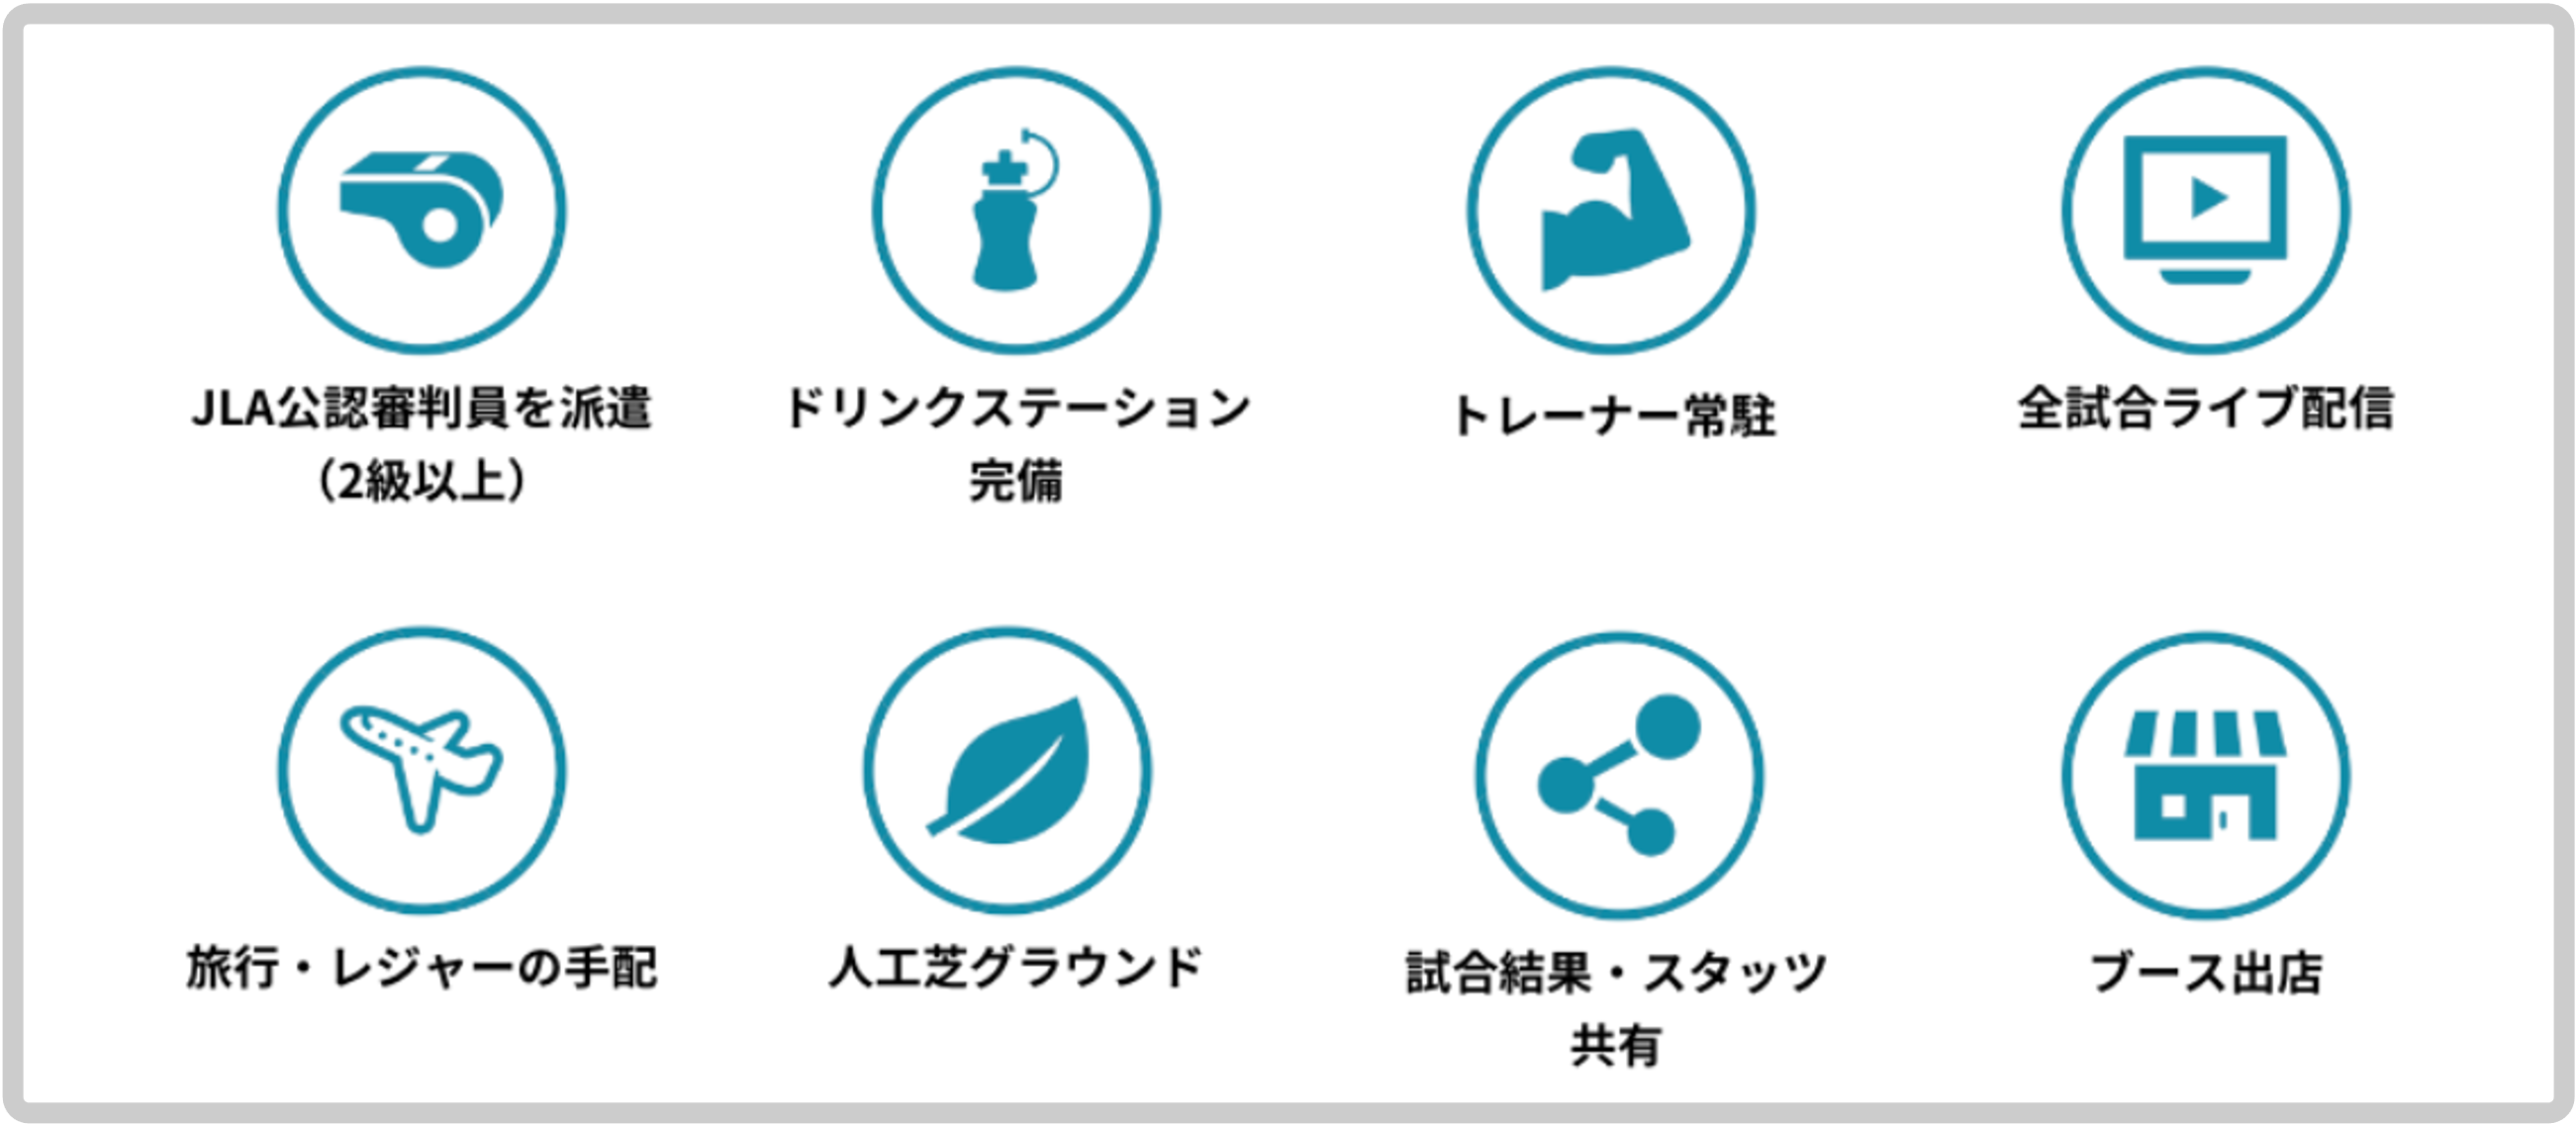 JLA公認審判員を派遣
（2級以上）
ドリンクステーション
完備
トレーナー常駐
全試合ライブ配信
旅行・レジャーの手配
人工芝グラウンド
試合結果・スタッツ
共有
ブース出店